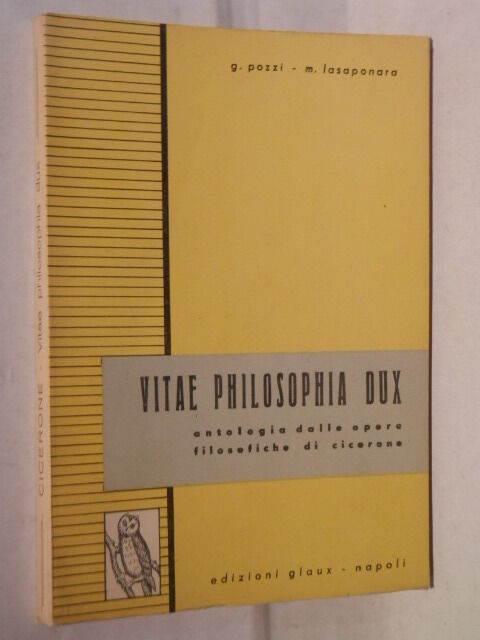 g. pozzi - m. lasaponara
VITAE PHILOSOPHIA DUX
antologia dalle opere
filosofiche di cicerone
edizioni glaux - napoli
CICERONE - Vitae philosophia dux